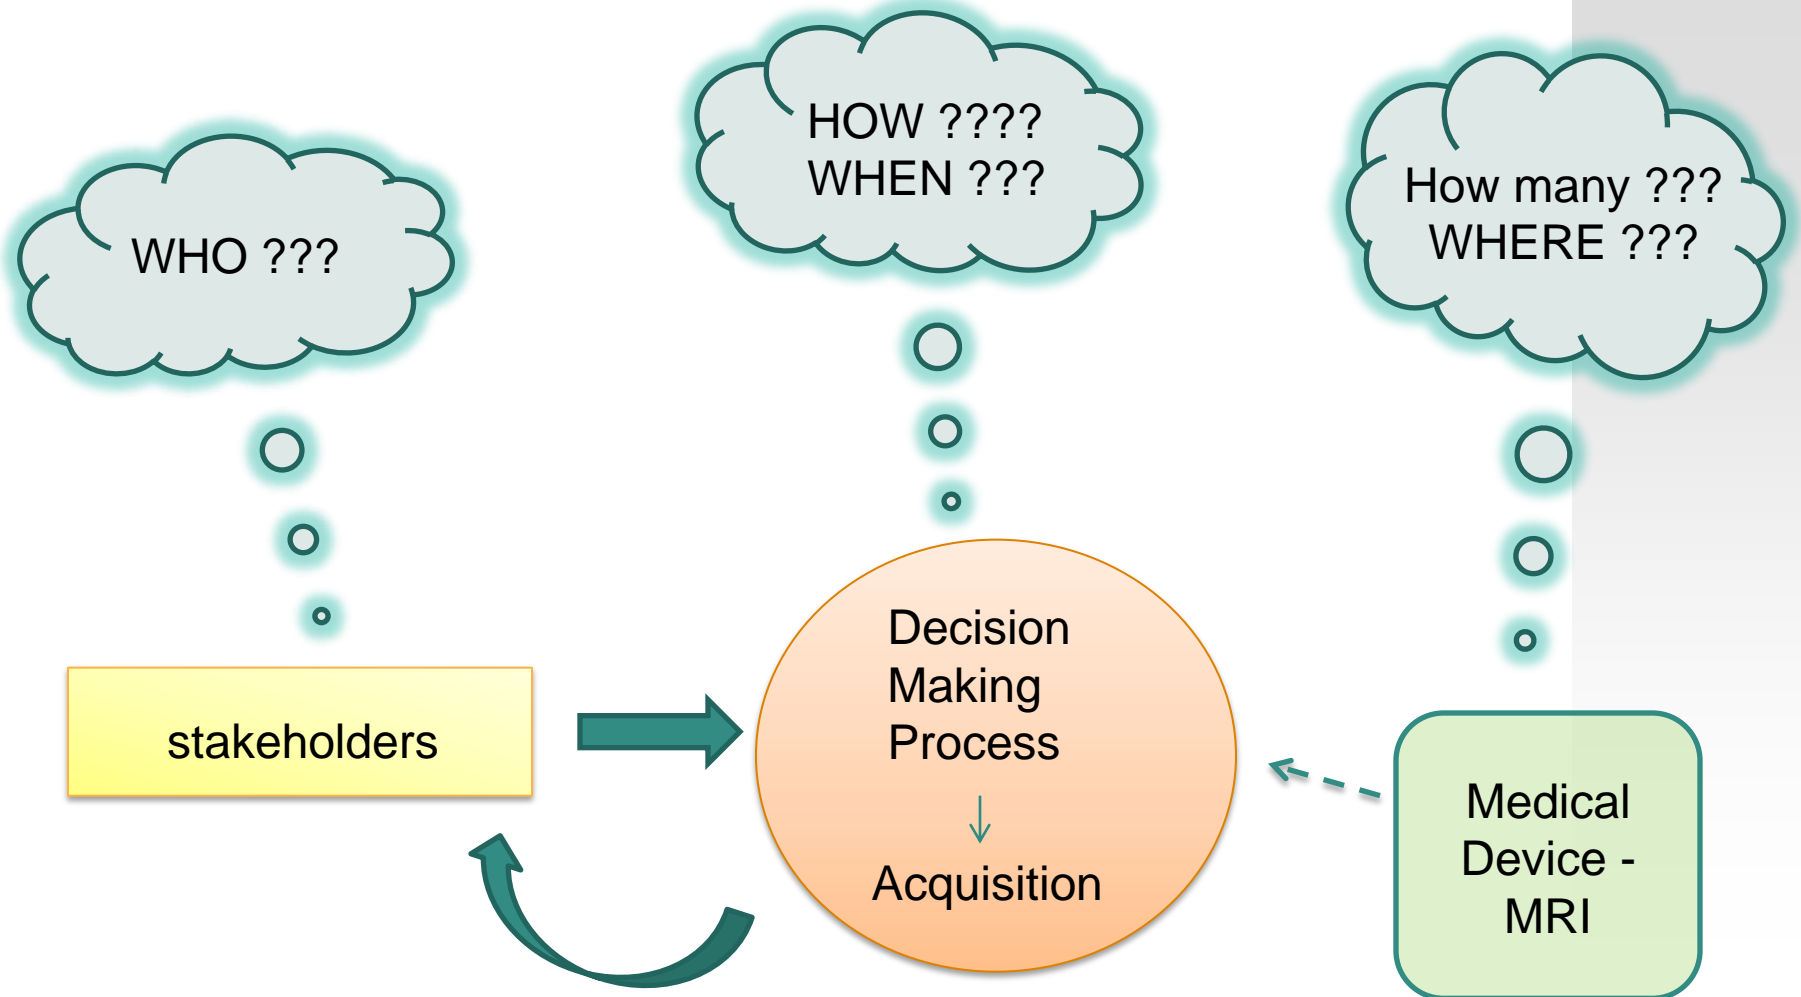 WHO ???
HOW ????
WHEN ???
How many ???
WHERE ???
stakeholders
Decision
Making
Process
Acquisition
Medical
Device -
MRI